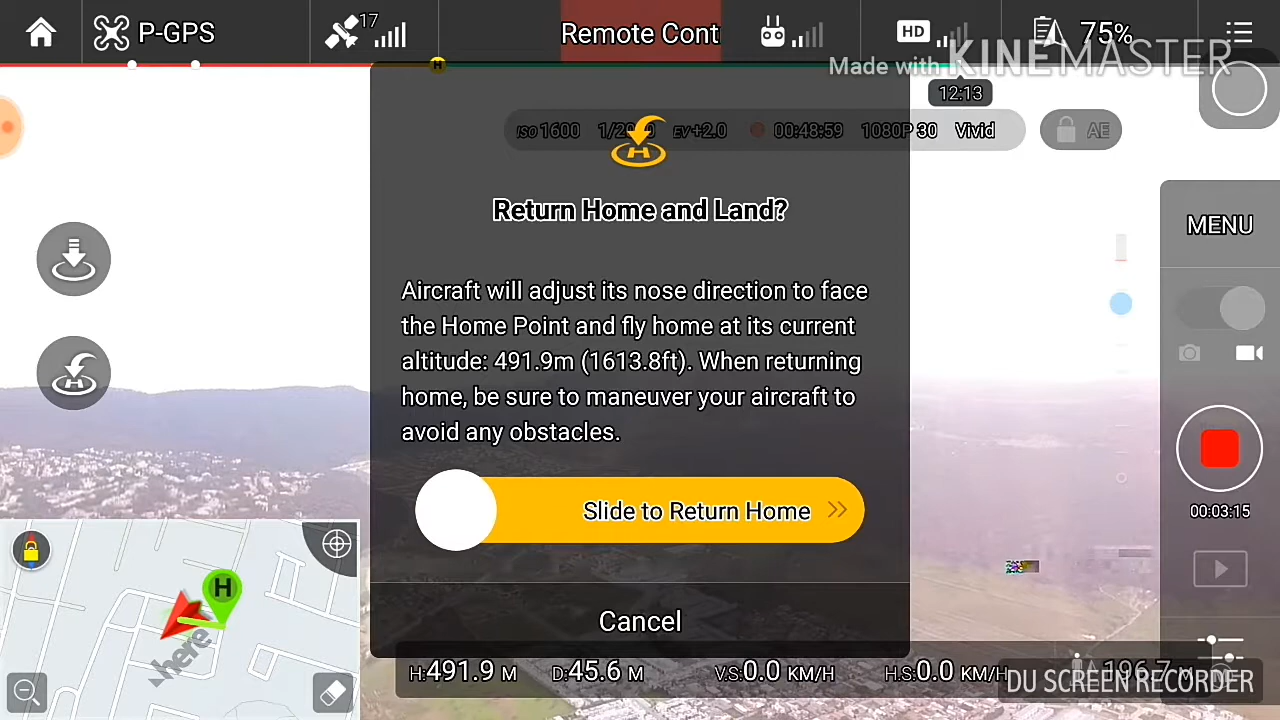 P-GPS
17
Remote Cont
HD
75%
Made with KINEMASTER
12:13
ISO 1600
EV +2.0
00:48:59
1080P 30
Vivid
AE
Return Home and Land?
MENU
Aircraft will adjust its nose direction to face
the Home Point and fly home at its current
altitude: 491.9m (1613.8ft). When returning
home, be sure to maneuver your aircraft to
avoid any obstacles.
Slide to Return Home
00:03:15
H
here
Cancel
H:491.9 M
D:45.6 M
V.S:0.0 KM/H
H.S:0.0 KM/H
196.7
DU SCREEN RECORDER